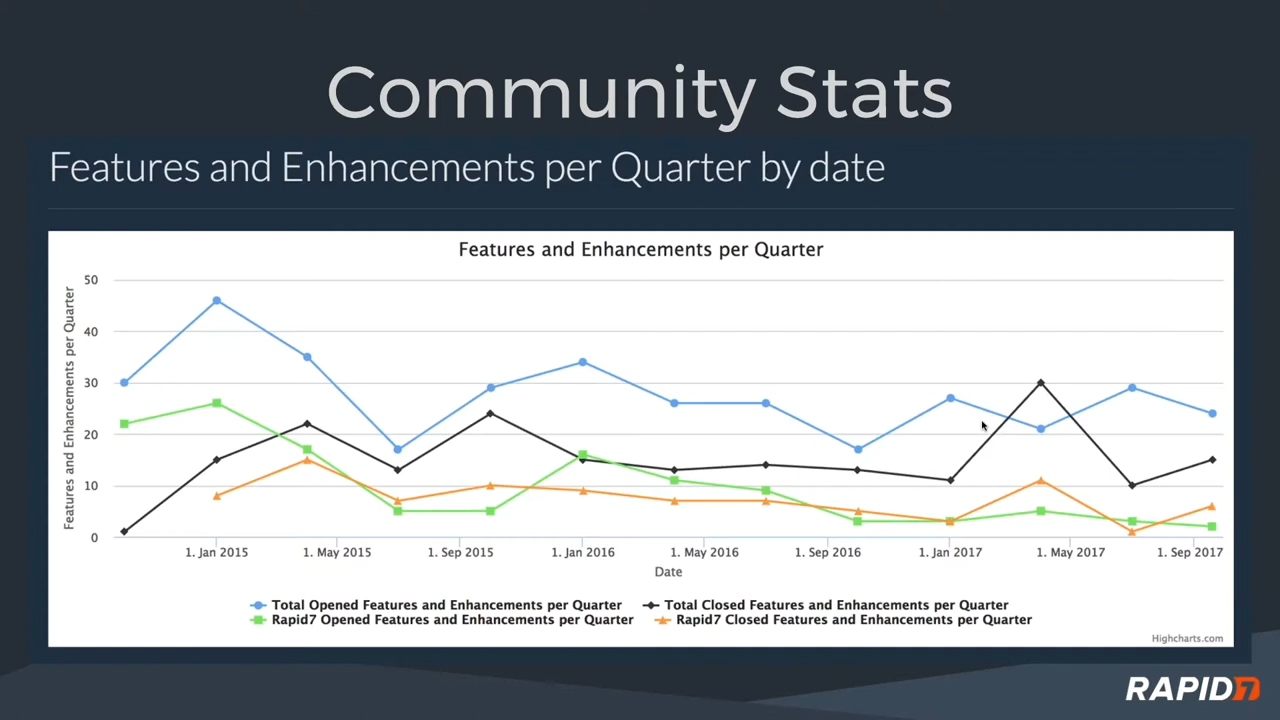 Community Stats
Features and Enhancements per Quarter by date
Features and Enhancements per Quarter
Features and Enhancements per Quarter
50
40
30
20
10
0
1. Jan 2015
1. May 2015
1. Sep 2015
1. Jan 2016
1. May 2016
1. Sep 2016
1. Jan 2017
1. May 2017
1. Sep 2017
Date
Total Opened Features and Enhancements per Quarter
Total Closed Features and Enhancements per Quarter
Rapid7 Opened Features and Enhancements per Quarter
Rapid7 Closed Features and Enhancements per Quarter
Highcharts.com
RAPID7